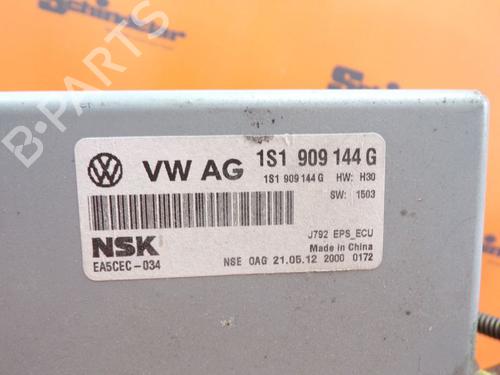 Schindler
B-PARTS
VW AG 1S1 909 144 G
1S1 909 144 G HW: H30
SW: 1503
NSK
J792 EPS_ECU
Made in China
EA5CEC-034
NSE 0AG 21.05.12 2000 0172